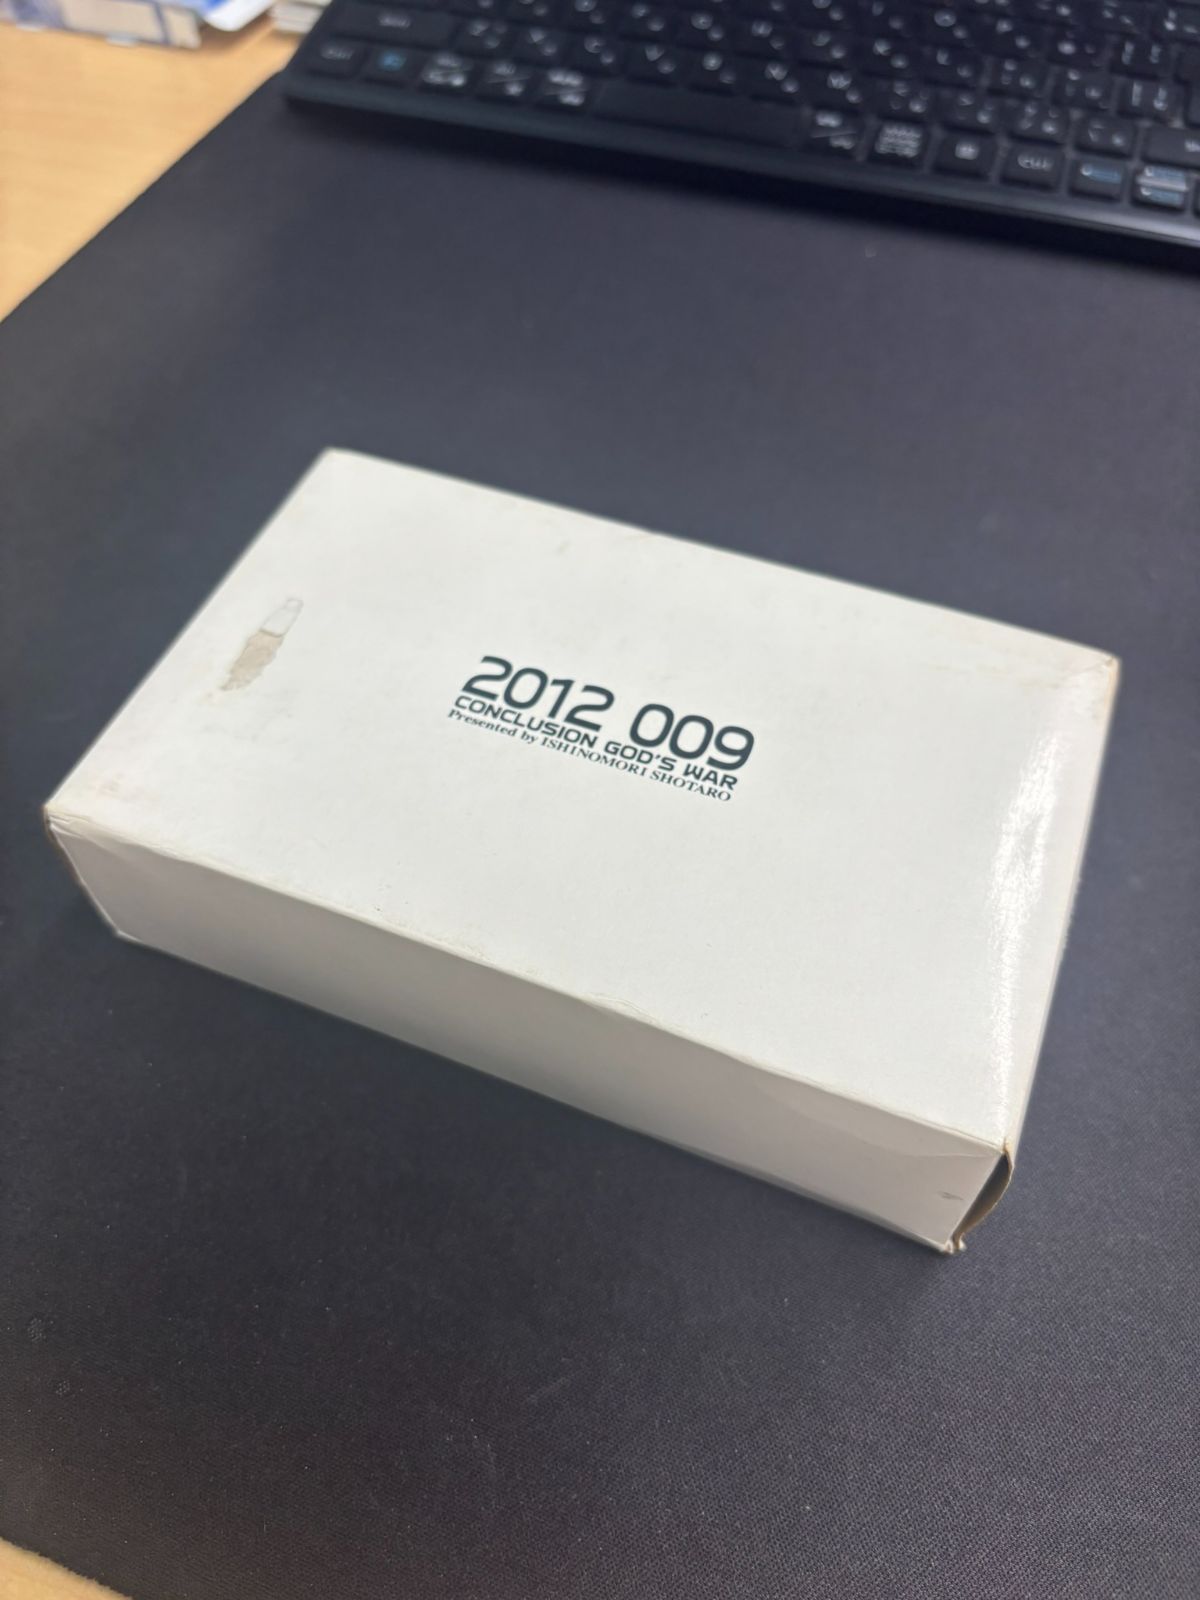 2012 009
CONCLUSION GOD'S WAR
Presented by ISHINOMORI SHOTARO